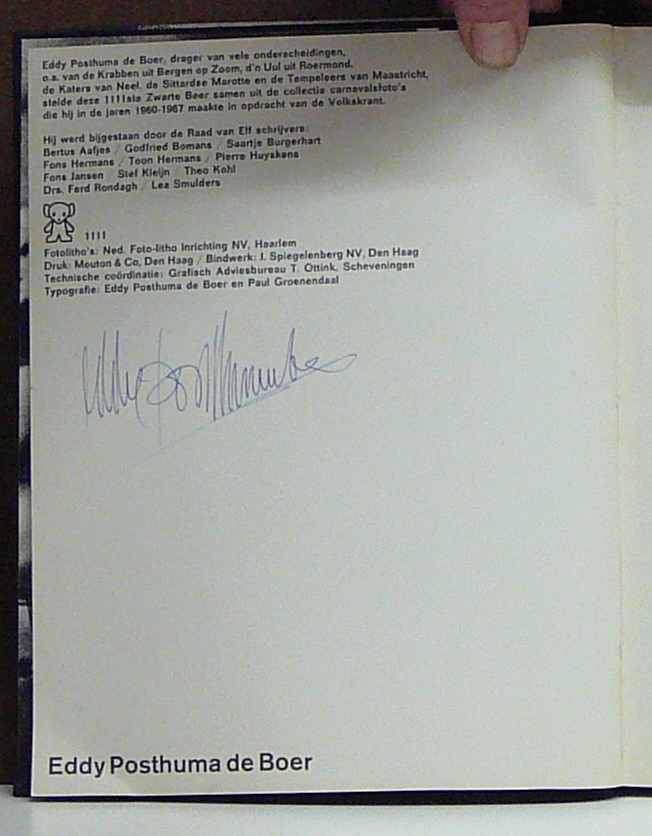 Eddy Posthuma de Boer, drager van vele onderscheidingen,
o.a. van de Krabben uit Bergen op Zoom, d'n Uul uit Roermond,
de Katers van Neel, de Sittardse Marotte en de Tempeleers van Maastricht,
stelde deze 1111ste Zwarte Beer samen uit de collectie carnavalsfoto's
die hij in de jaren 1960-1967 maakte in opdracht van de Volkskrant.
Hij werd bijgestaan door de Raad van Elf schrijvers:
Bertus Aafjes / Godfried Bomans / Saartje Burgerhart
Fons Hermans / Toon Hermans / Pierre Huyskens
Fons Jansen / Stef Kleijn / Theo Kohl
Drs. Ferd Rondagh / Lea Smulders
1111
Fotolitho's: Ned. Foto-litho Inrichting NV, Haarlem
Druk: Mouton & Co, Den Haag / Bindwerk: J. Spiegelenberg NV, Den Haag
Technische coördinatie: Grafisch Adviesbureau T. Ottink, Scheveningen
Typografie: Eddy Posthuma de Boer en Paul Groenendaal
Eddy Posthuma de Boer